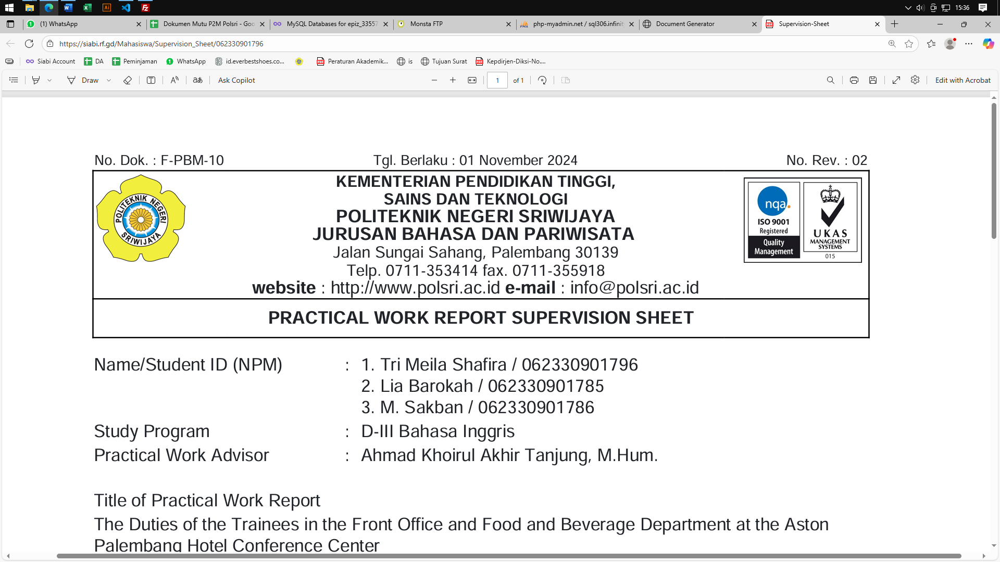 15:36
(1) WhatsApp
Dokumen Mutu P2M Polsri - Goo
MySQL Databases for epiz_33557
Monsta FTP
php-myadmin.net / sql306.infinit
Document Generator
Supervision-Sheet
https://siabi.rf.gd/Mahasiswa/Supervision_Sheet/062330901796
Siabi Account
DA
Peminjaman
WhatsApp
id.everbestshoes.co...
Peraturan Akademik...
is
Tujuan Surat
Kepdirjen-Diksi-No....
Draw
Ask Copilot
1 of 1
Edit with Acrobat
No. Dok. : F-PBM-10 Tgl. Berlaku : 01 November 2024 No. Rev. : 02
POLITEKNIK NEGERI
SRIWIJAYA
KEMENTERIAN PENDIDIKAN TINGGI,
SAINS DAN TEKNOLOGI
POLITEKNIK NEGERI SRIWIJAYA
JURUSAN BAHASA DAN PARIWISATA
Jalan Sungai Sahang, Palembang 30139
Telp. 0711-353414 fax. 0711-355918
website : http://www.polsri.ac.id e-mail : info@polsri.ac.id
nqa.
ISO 9001
Registered
Quality
Management
UKAS
MANAGEMENT
SYSTEMS
015
PRACTICAL WORK REPORT SUPERVISION SHEET
Name/Student ID (NPM) : 1. Tri Meila Shafira / 062330901796
2. Lia Barokah / 062330901785
3. M. Sakban / 062330901786
Study Program : D-III Bahasa Inggris
Practical Work Advisor : Ahmad Khoirul Akhir Tanjung, M.Hum.
Title of Practical Work Report
The Duties of the Trainees in the Front Office and Food and Beverage Department at the Aston
Palembang Hotel Conference Center